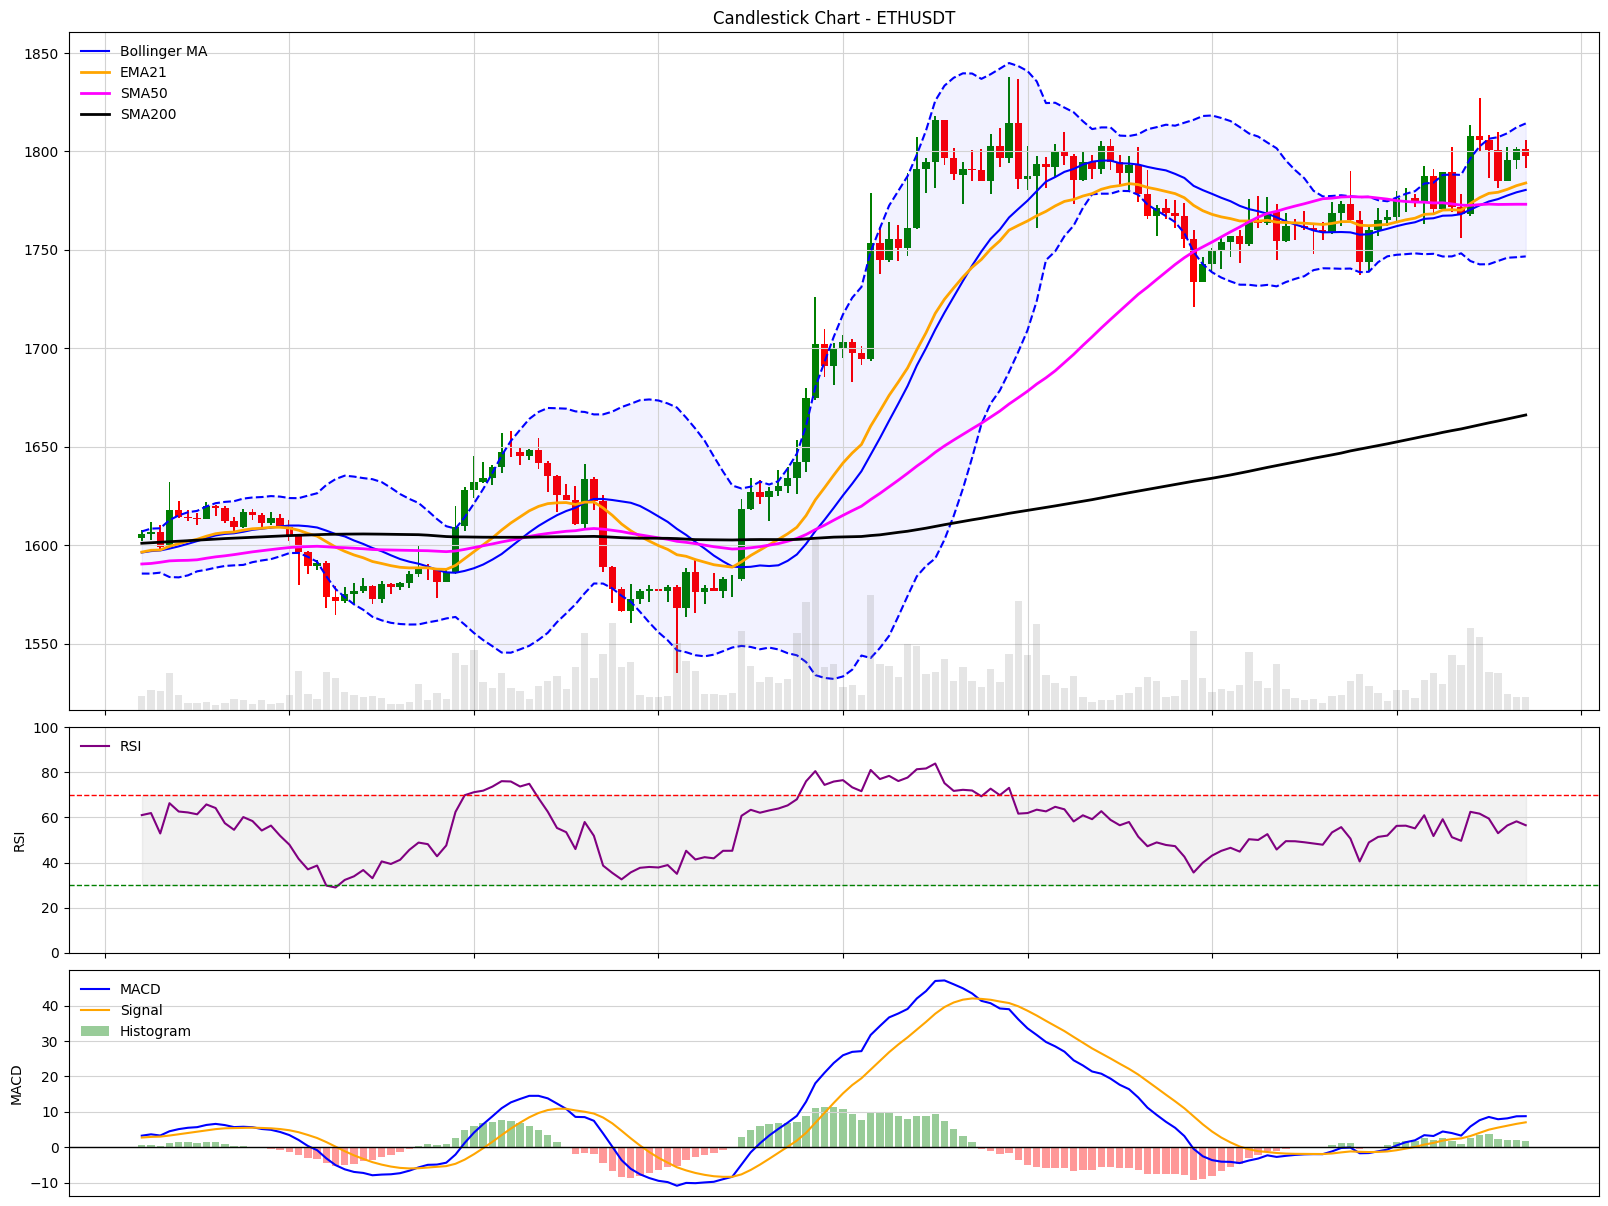 Candlestick Chart - ETHUSDT
Bollinger MA
EMA21
SMA50
SMA200
1850
1800
1750
1700
1650
1600
1550
RSI
RSI
100
80
60
40
20
0
MACD
Signal
Histogram
MACD
40
30
20
10
0
−10